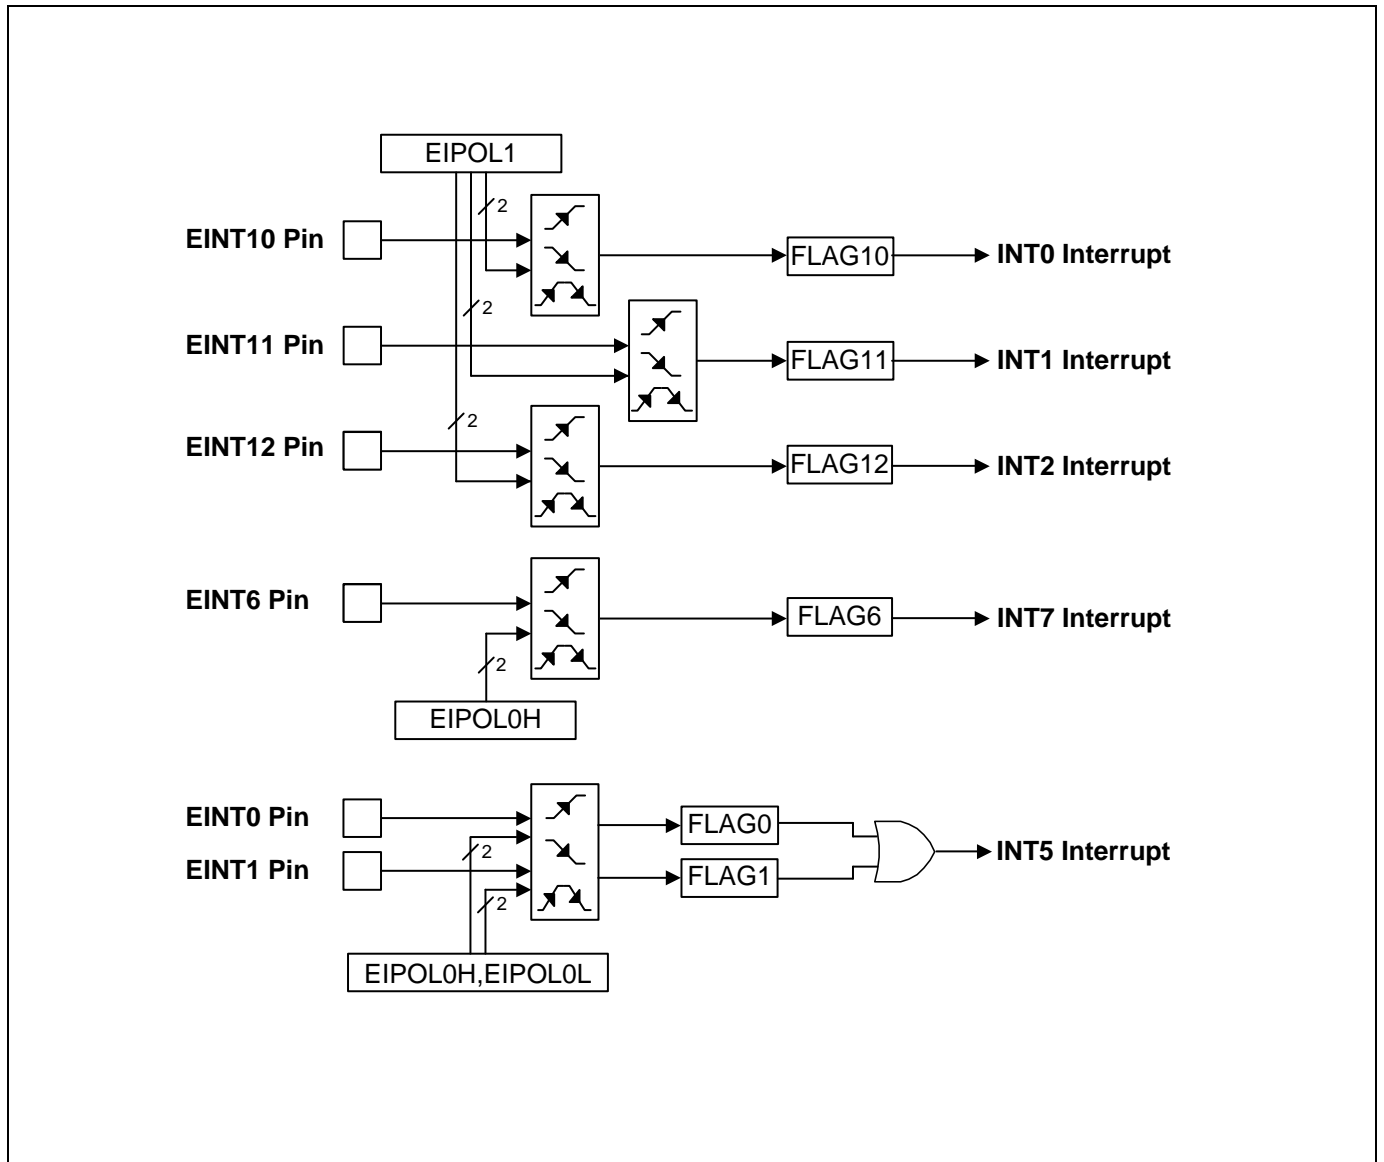 EIPOL1
2
EINT10 Pin
FLAG10
INT0 Interrupt
2
EINT11 Pin
FLAG11
INT1 Interrupt
2
EINT12 Pin
FLAG12
INT2 Interrupt
EINT6 Pin
FLAG6
INT7 Interrupt
2
EIPOL0H
EINT0 Pin
FLAG0
2
INT5 Interrupt
EINT1 Pin
FLAG1
2
EIPOL0H,EIPOL0L